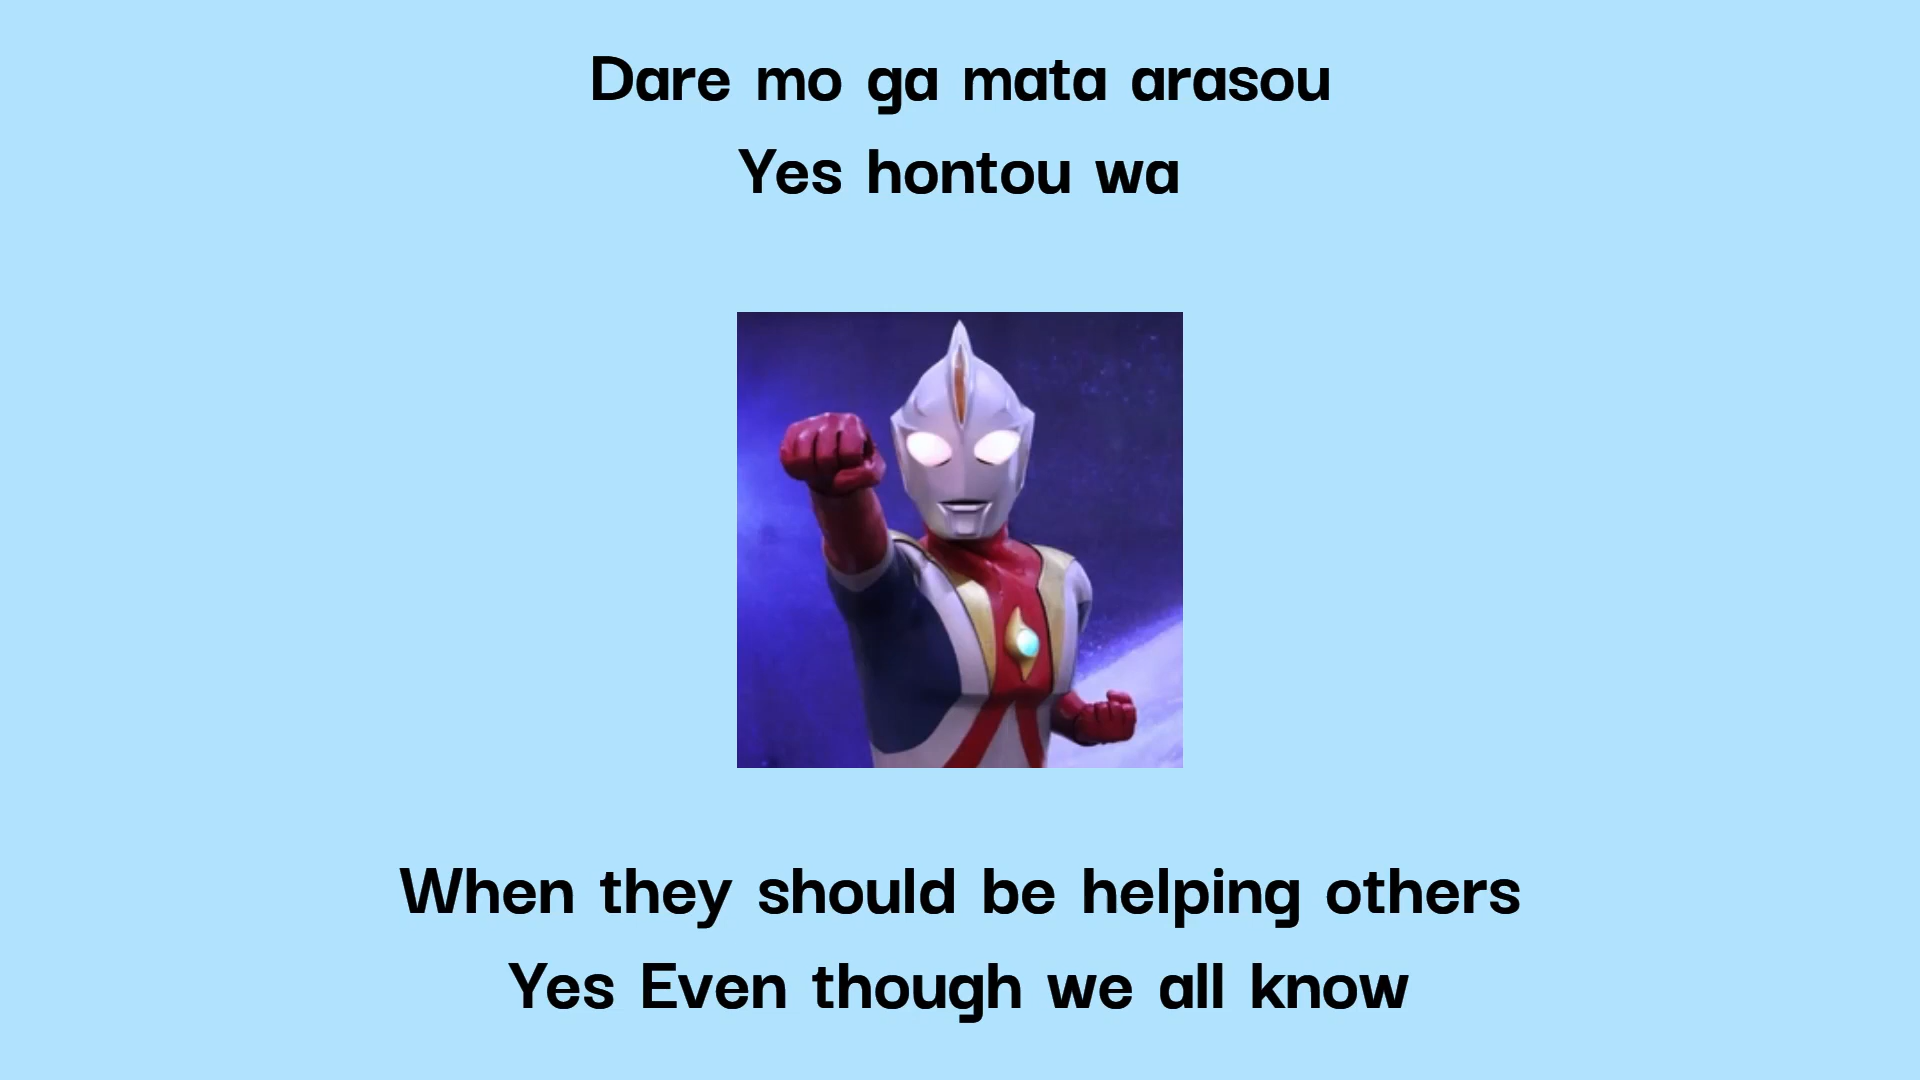 Dare mo ga mata arasou
Yes hontou wa
When they should be helping others
Yes Even though we all know